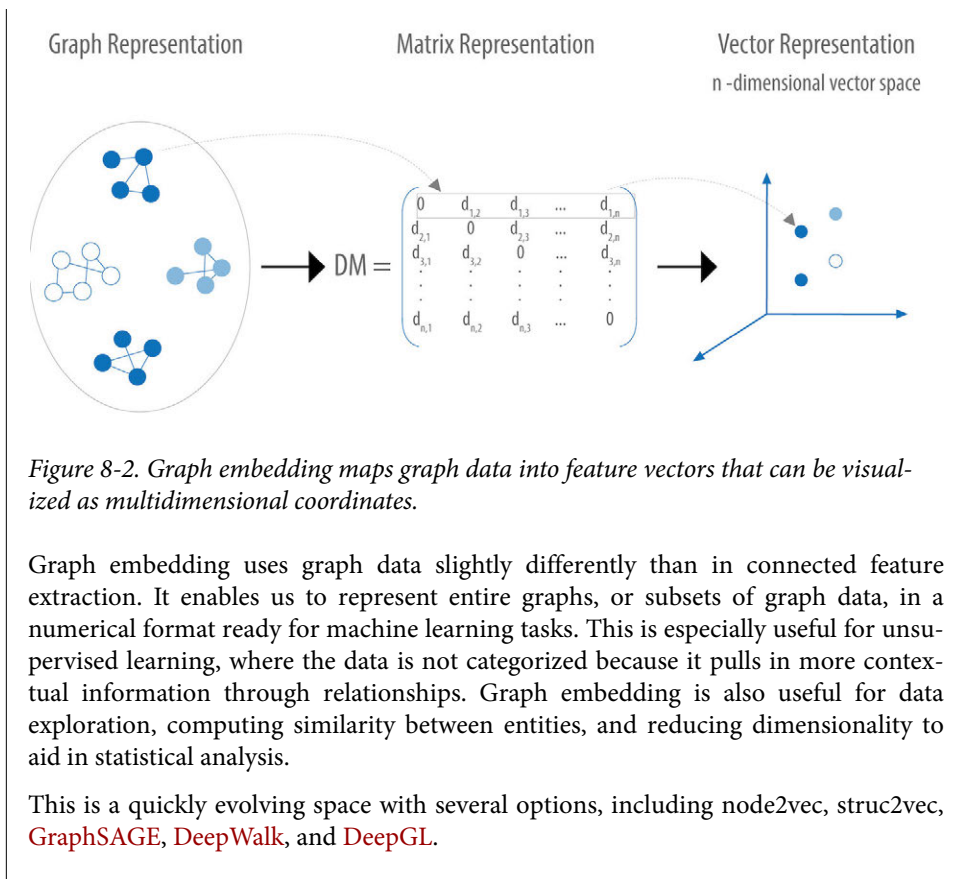 Graph Representation
Matrix Representation
Vector Representation
n -dimensional vector space
DM =
0 d1,2 d1,3 ... d1,n
d2,1 0 d2,3 ... d2,n
d3,1 d3,2 0 ... d3,n
. . . . .
. . . . .
. . . . .
dn,1 dn,2 dn,3 ... 0
Figure 8-2. Graph embedding maps graph data into feature vectors that can be visual-
ized as multidimensional coordinates.
Graph embedding uses graph data slightly differently than in connected feature
extraction. It enables us to represent entire graphs, or subsets of graph data, in a
numerical format ready for machine learning tasks. This is especially useful for unsu-
pervised learning, where the data is not categorized because it pulls in more contex-
tual information through relationships. Graph embedding is also useful for data
exploration, computing similarity between entities, and reducing dimensionality to
aid in statistical analysis.
This is a quickly evolving space with several options, including node2vec, struc2vec,
GraphSAGE, DeepWalk, and DeepGL.